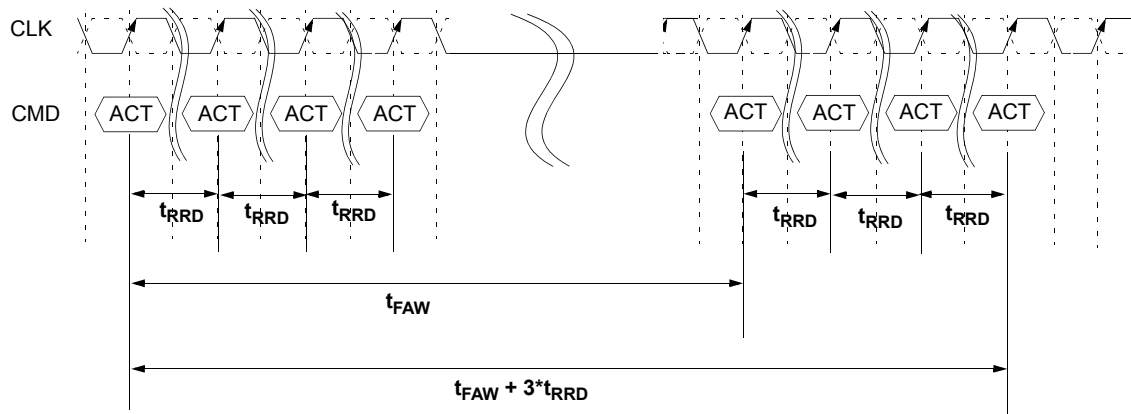 CLK
CMD
ACT ACT ACT ACT ACT ACT ACT ACT
tRRD tRRD tRRD tRRD tRRD tRRD
tFAW
tFAW + 3*tRRD